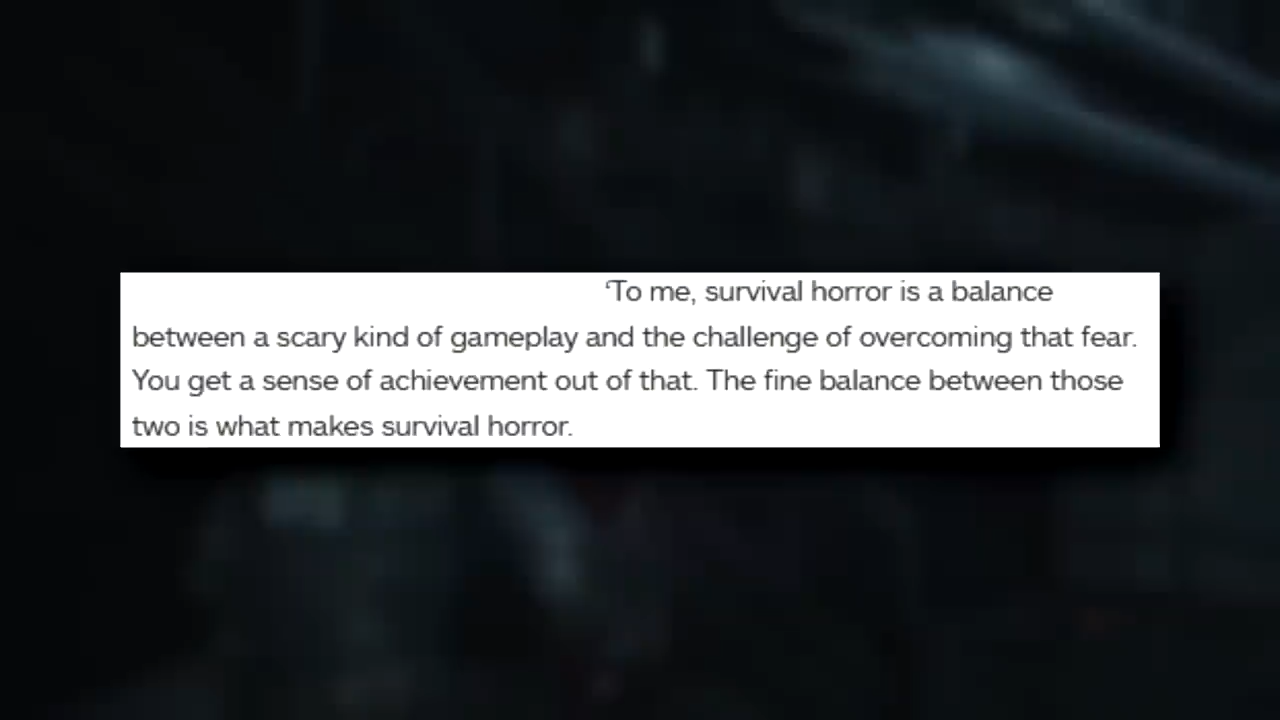 ‘To me, survival horror is a balance
between a scary kind of gameplay and the challenge of overcoming that fear.
You get a sense of achievement out of that. The fine balance between those
two is what makes survival horror.